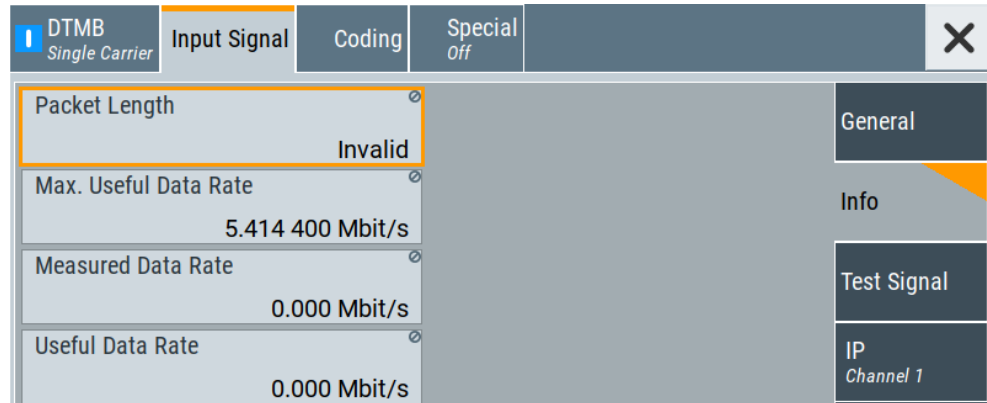 DTMB
Single Carrier
Input Signal
Coding
Special
Off
Packet Length
Invalid
Max. Useful Data Rate
5.414 400 Mbit/s
Measured Data Rate
0.000 Mbit/s
Useful Data Rate
0.000 Mbit/s
General
Info
Test Signal
IP
Channel 1